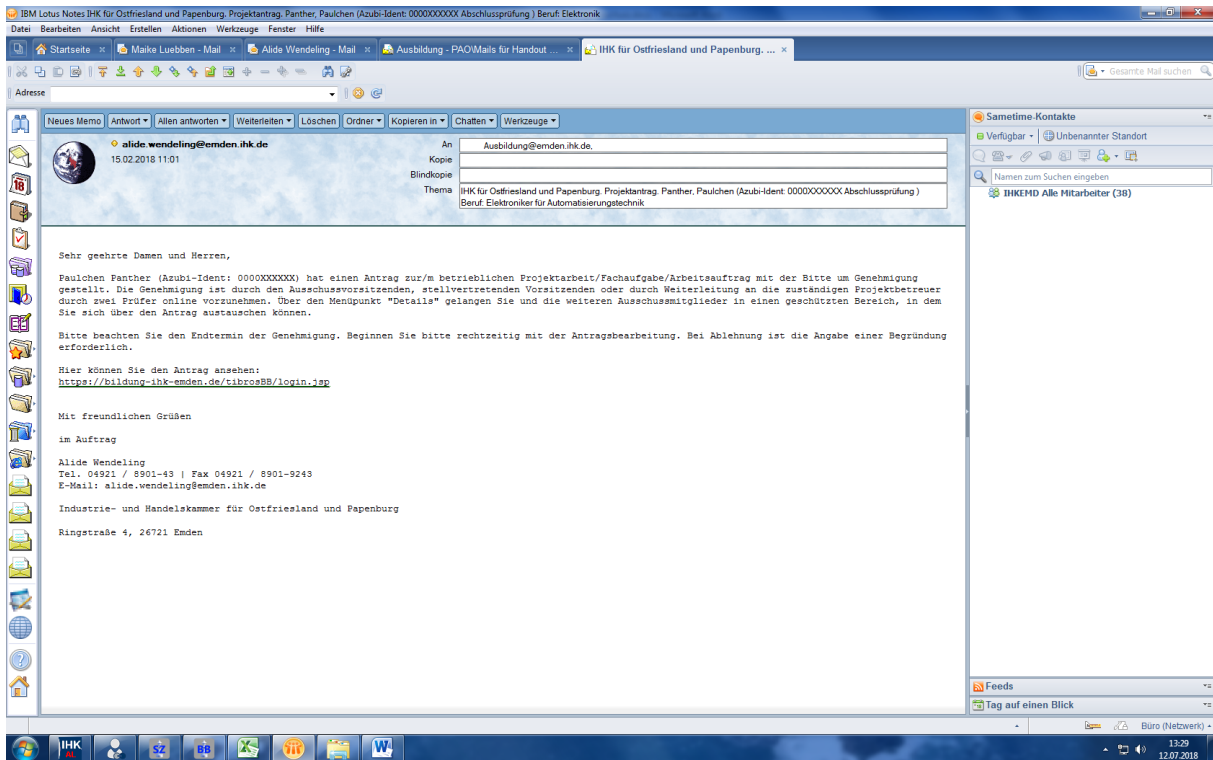 IBM Lotus Notes IHK für Ostfriesland und Papenburg. Projektantrag. Panther, Paulchen (Azubi-Ident: 0000XXXXXX Abschlussprüfung ) Beruf: Elektronik
Datei Bearbeiten Ansicht Erstellen Aktionen Werkzeuge Fenster Hilfe
Startseite Maike Luebben - Mail Alide Wendeling - Mail Ausbildung - PAO\Mails für Handout ... IHK für Ostfriesland und Papenburg. ...
Gesamte Mail suchen
Adresse
Neues Memo Antwort Allen antworten Weiterleiten Löschen Ordner Kopieren in Chatten Werkzeuge
alide.wendeling@emden.ihk.de
15.02.2018 11:01
An Ausbildung@emden.ihk.de,
Kopie
Blindkopie
Thema IHK für Ostfriesland und Papenburg. Projektantrag. Panther, Paulchen (Azubi-Ident: 0000XXXXXX Abschlussprüfung )
Beruf: Elektroniker für Automatisierungstechnik
Sehr geehrte Damen und Herren,
Paulchen Panther (Azubi-Ident: 0000XXXXXX) hat einen Antrag zur/m betrieblichen Projektarbeit/Fachaufgabe/Arbeitsauftrag mit der Bitte um Genehmigung
gestellt. Die Genehmigung ist durch den Ausschussvorsitzenden, stellvertretenden Vorsitzenden oder durch Weiterleitung an die zuständigen Projektbetreuer
durch zwei Prüfer online vorzunehmen. Über den Menüpunkt "Details" gelangen Sie und die weiteren Ausschussmitglieder in einen geschützten Bereich, in dem
Sie sich über den Antrag austauschen können.
Bitte beachten Sie den Endtermin der Genehmigung. Beginnen Sie bitte rechtzeitig mit der Antragsbearbeitung. Bei Ablehnung ist die Angabe einer Begründung
erforderlich.
Hier können Sie den Antrag ansehen:
https://bildung-ihk-emden.de/tibrosBB/login.jsp
Mit freundlichen Grüßen
im Auftrag
Alide Wendeling
Tel. 04921 / 8901-43 | Fax 04921 / 8901-9243
E-Mail: alide.wendeling@emden.ihk.de
Industrie- und Handelskammer für Ostfriesland und Papenburg
Ringstraße 4, 26721 Emden
Sametime-Kontakte
Verfügbar Unbenannter Standort
Namen zum Suchen eingeben
IHKEMD Alle Mitarbeiter (38)
Feeds
Tag auf einen Blick
Büro (Netzwerk)
18
IHK
AL
SZ
BB
13:29
12.07.2018